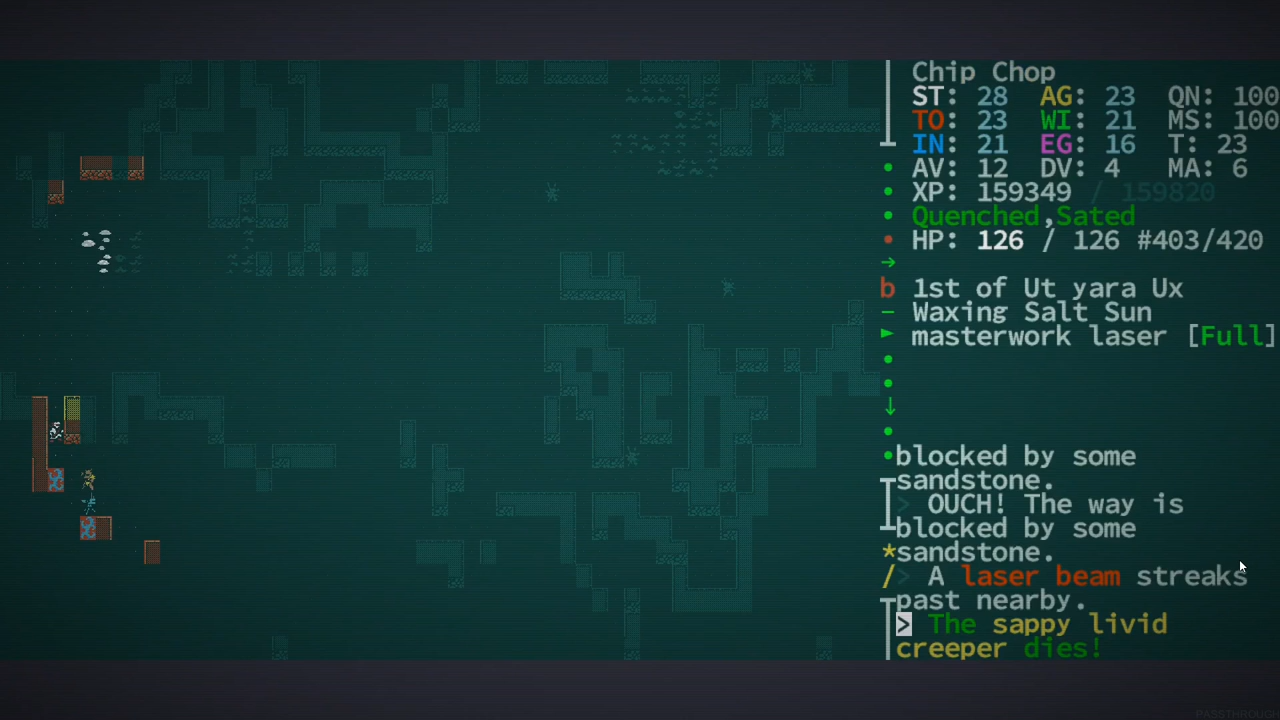 Chip Chop
ST: 28 AG: 23 QN: 100
TO: 23 WI: 21 MS: 100
IN: 21 EG: 16 T: 23
AV: 12 DV: 4 MA: 6
XP: 159349 / 159820
Quenched,Sated
HP: 126 / 126 #403/420
b 1st of Ut yara Ux
Waxing Salt Sun
masterwork laser [Full]
blocked by some
sandstone.
> OUCH! The way is
blocked by some
*sandstone.
/> A laser beam streaks
past nearby.
> The sappy livid
creeper dies!